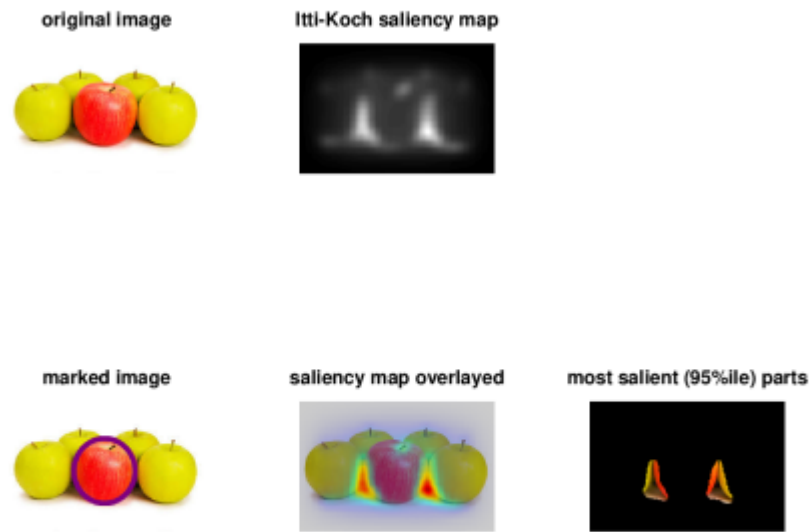 original image
Itti-Koch saliency map
marked image
saliency map overlayed
most salient (95%ile) parts